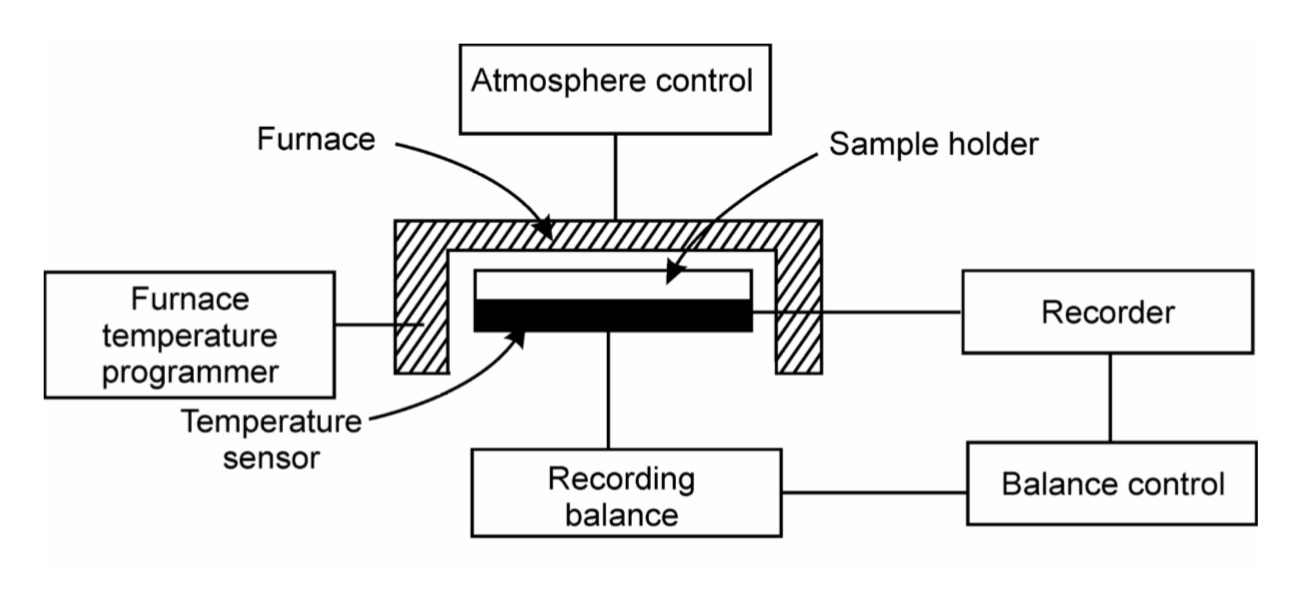 Atmosphere control
Furnace
Sample holder
Furnace
temperature
programmer
Recorder
Temperature
sensor
Recording
balance
Balance control